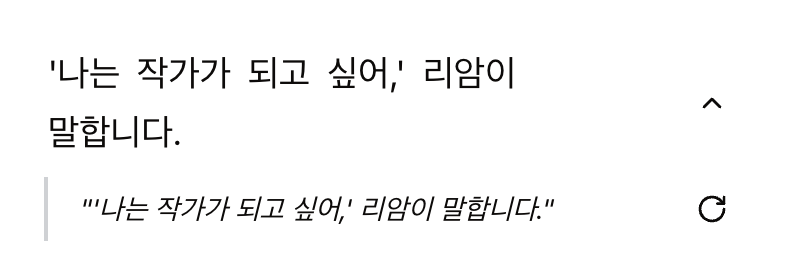 '나는 작가가 되고 싶어,' 리암이
말합니다.
"'나는 작가가 되고 싶어,' 리암이 말합니다."